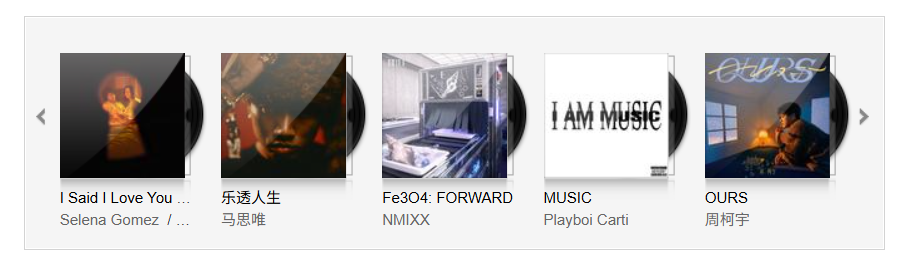 I AM MUSIC
OURS
I Said I Love You ...
Selena Gomez / ...
乐透人生
马思唯
Fe3O4: FORWARD
NMIXX
MUSIC
Playboi Carti
OURS
周柯宇